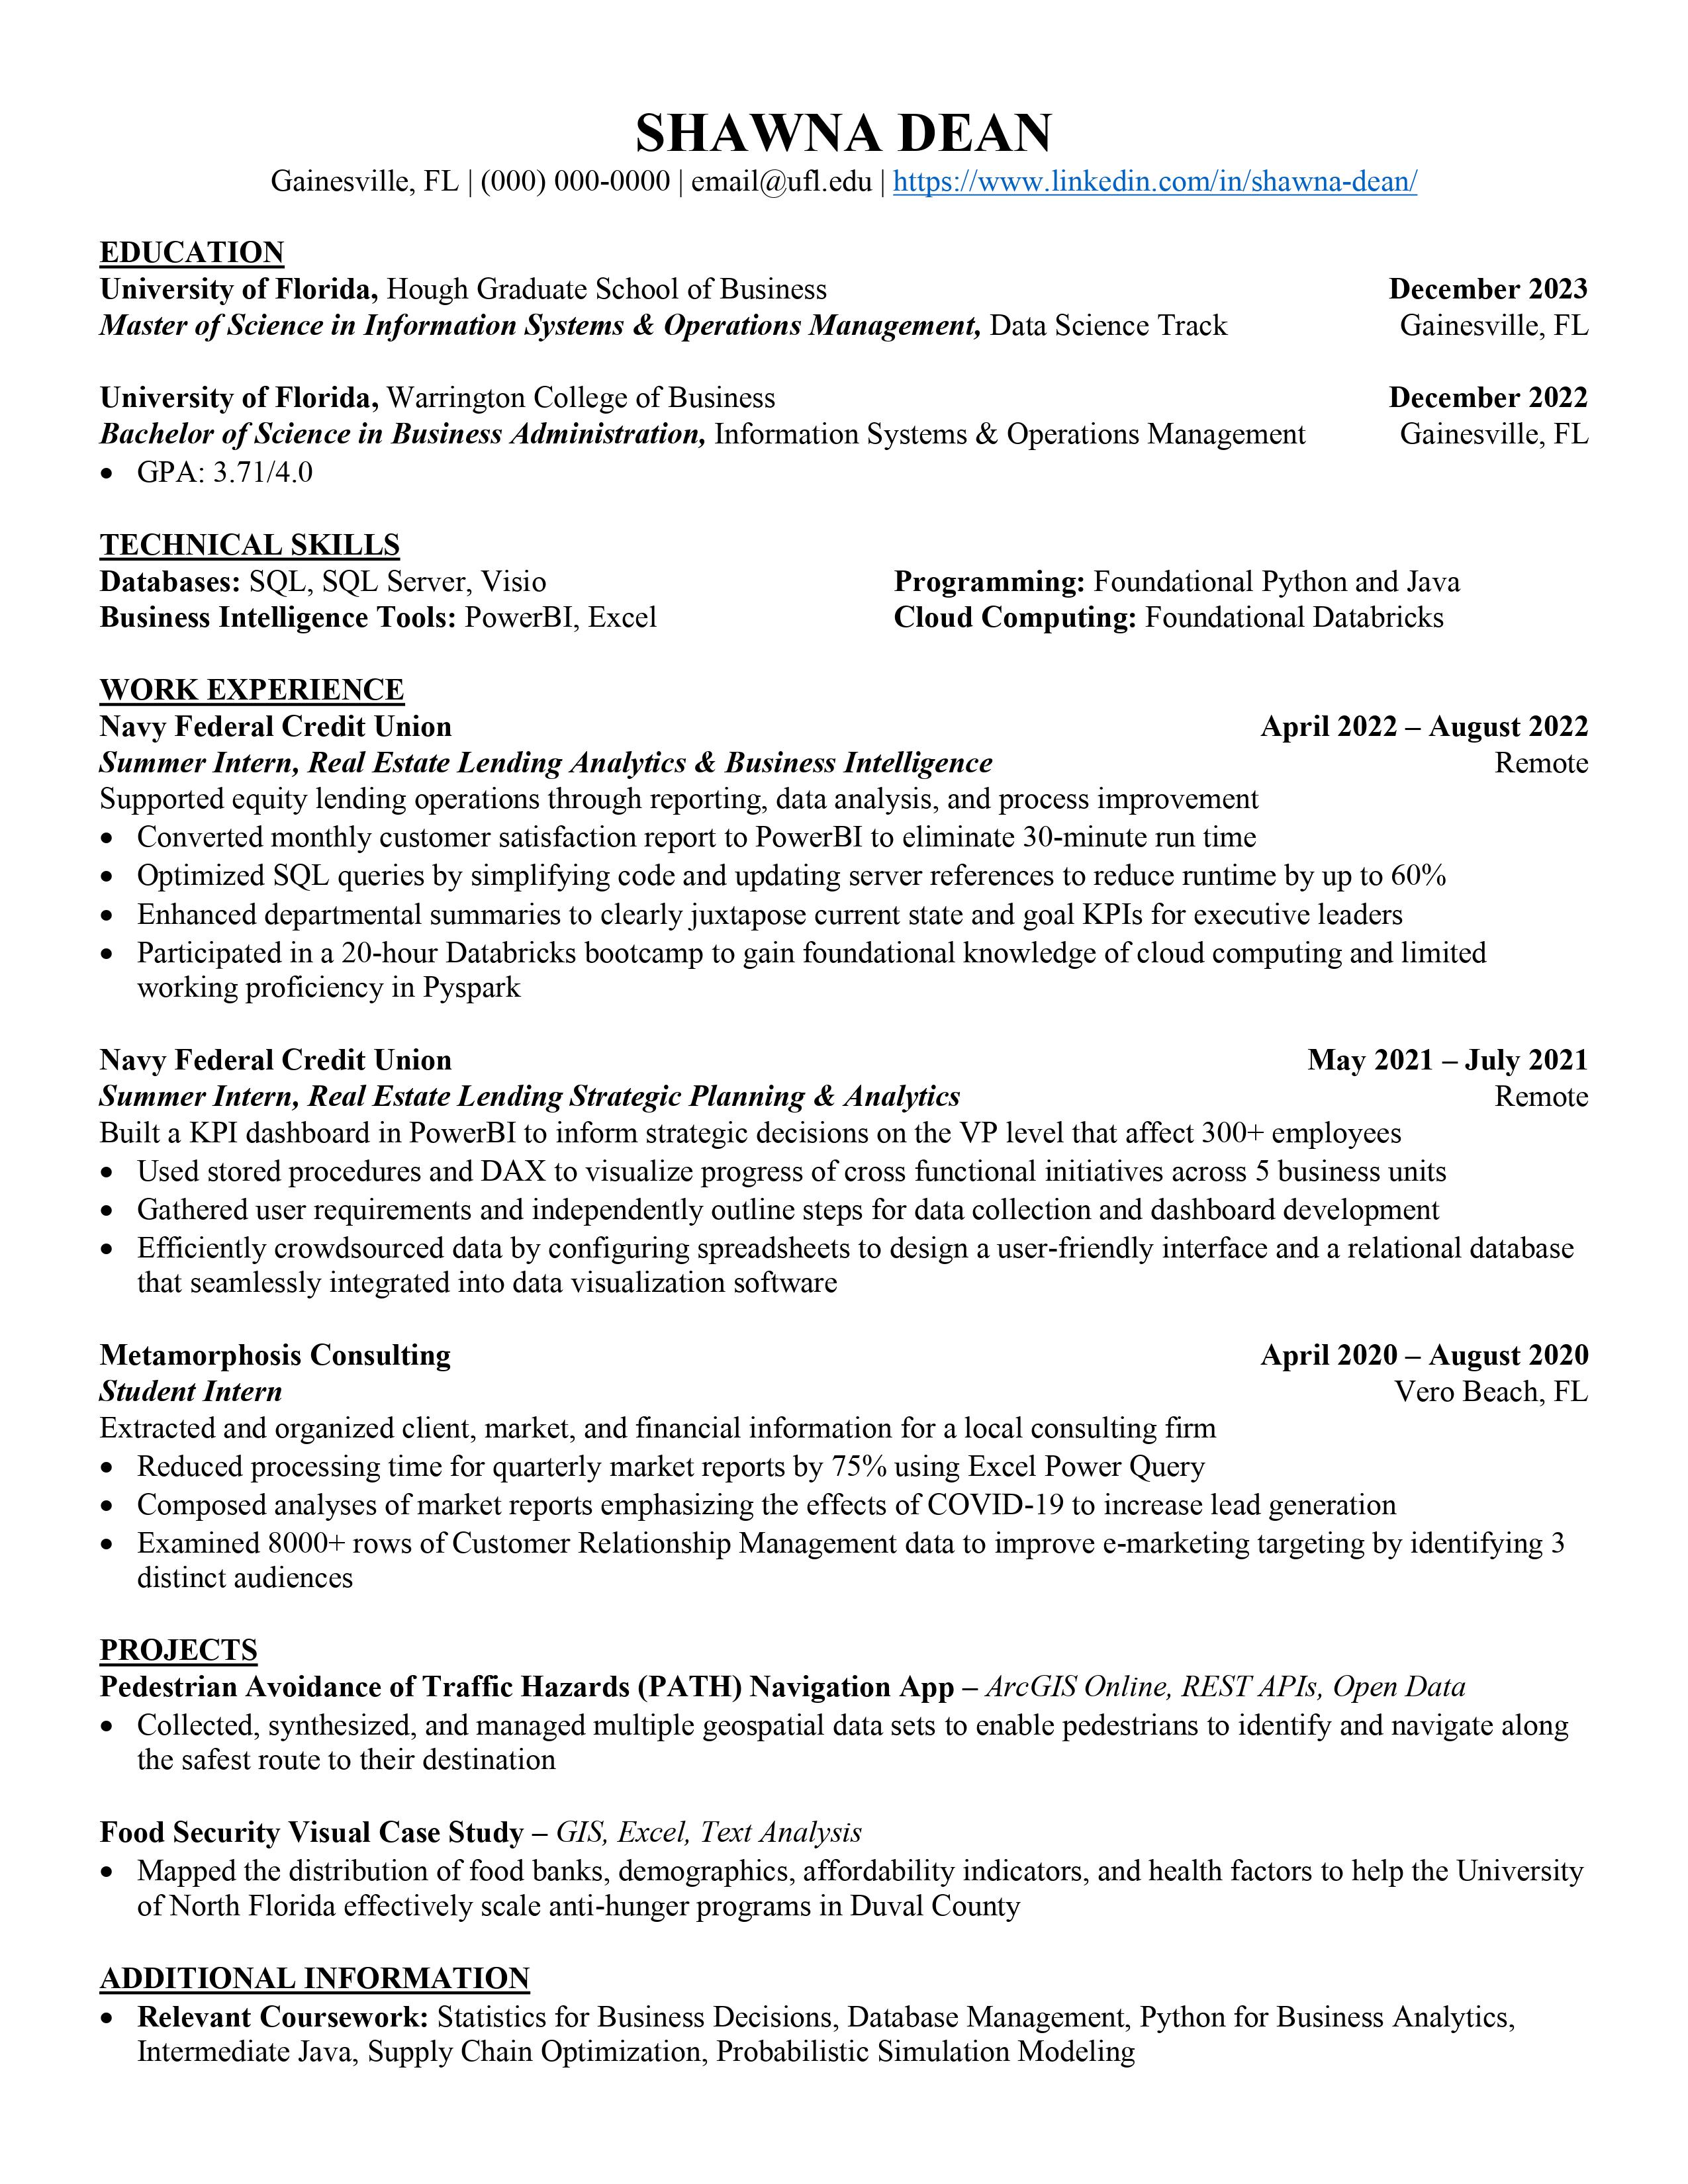 SHAWNA DEAN
Gainesville, FL | (000) 000-0000 | email@ufl.edu | https://www.linkedin.com/in/shawna-dean/
EDUCATION
University of Florida, Hough Graduate School of Business December 2023
Master of Science in Information Systems & Operations Management, Data Science Track Gainesville, FL
University of Florida, Warrington College of Business December 2022
Bachelor of Science in Business Administration, Information Systems & Operations Management Gainesville, FL
• GPA: 3.71/4.0
TECHNICAL SKILLS
Databases: SQL, SQL Server, Visio Programming: Foundational Python and Java
Business Intelligence Tools: PowerBI, Excel Cloud Computing: Foundational Databricks
WORK EXPERIENCE
Navy Federal Credit Union April 2022 – August 2022
Summer Intern, Real Estate Lending Analytics & Business Intelligence Remote
Supported equity lending operations through reporting, data analysis, and process improvement
• Converted monthly customer satisfaction report to PowerBI to eliminate 30-minute run time
• Optimized SQL queries by simplifying code and updating server references to reduce runtime by up to 60%
• Enhanced departmental summaries to clearly juxtapose current state and goal KPIs for executive leaders
• Participated in a 20-hour Databricks bootcamp to gain foundational knowledge of cloud computing and limited
working proficiency in Pyspark
Navy Federal Credit Union May 2021 – July 2021
Summer Intern, Real Estate Lending Strategic Planning & Analytics Remote
Built a KPI dashboard in PowerBI to inform strategic decisions on the VP level that affect 300+ employees
• Used stored procedures and DAX to visualize progress of cross functional initiatives across 5 business units
• Gathered user requirements and independently outline steps for data collection and dashboard development
• Efficiently crowdsourced data by configuring spreadsheets to design a user-friendly interface and a relational database
that seamlessly integrated into data visualization software
Metamorphosis Consulting April 2020 – August 2020
Student Intern Vero Beach, FL
Extracted and organized client, market, and financial information for a local consulting firm
• Reduced processing time for quarterly market reports by 75% using Excel Power Query
• Composed analyses of market reports emphasizing the effects of COVID-19 to increase lead generation
• Examined 8000+ rows of Customer Relationship Management data to improve e-marketing targeting by identifying 3
distinct audiences
PROJECTS
Pedestrian Avoidance of Traffic Hazards (PATH) Navigation App – ArcGIS Online, REST APIs, Open Data
• Collected, synthesized, and managed multiple geospatial data sets to enable pedestrians to identify and navigate along
the safest route to their destination
Food Security Visual Case Study – GIS, Excel, Text Analysis
• Mapped the distribution of food banks, demographics, affordability indicators, and health factors to help the University
of North Florida effectively scale anti-hunger programs in Duval County
ADDITIONAL INFORMATION
• Relevant Coursework: Statistics for Business Decisions, Database Management, Python for Business Analytics,
Intermediate Java, Supply Chain Optimization, Probabilistic Simulation Modeling